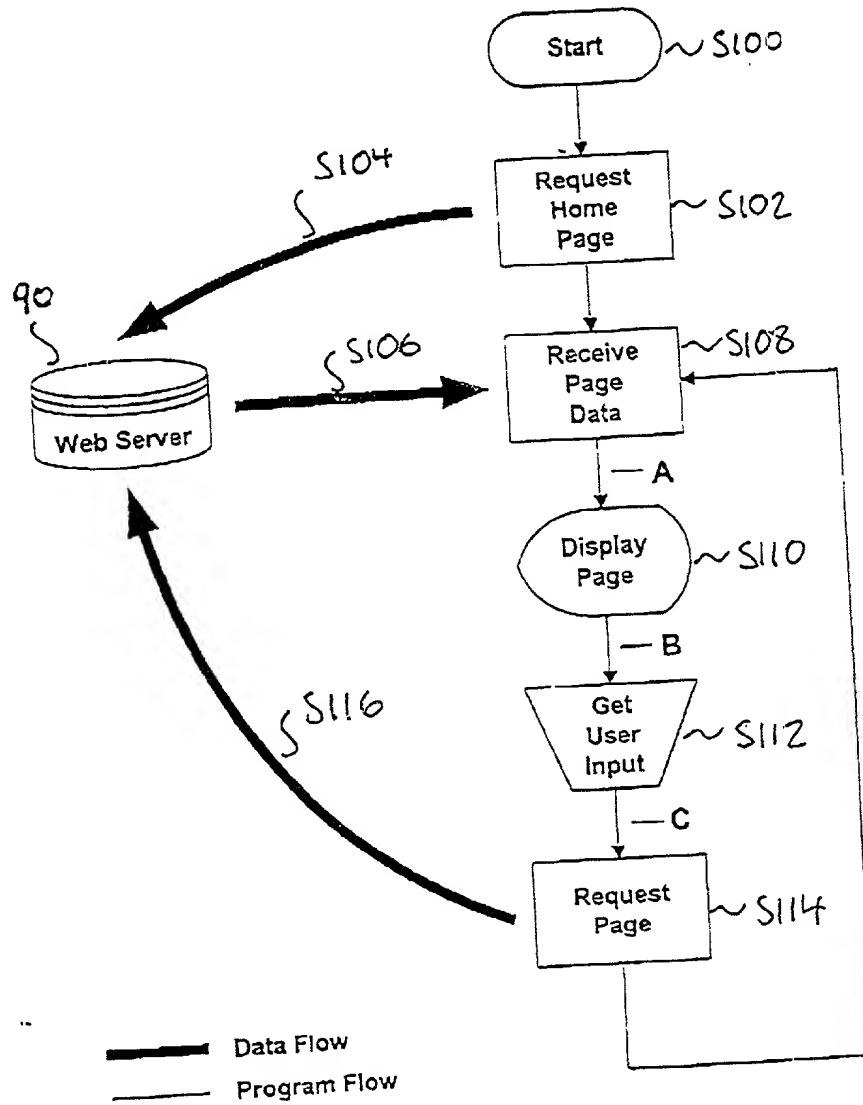 Start
S100
S104
Request
Home
Page
S102
90
S106
Receive
Page
Data
S108
Web Server
A
Display
Page
S110
B
S116
Get
User
Input
S112
C
Request
Page
S114
Data Flow
Program Flow